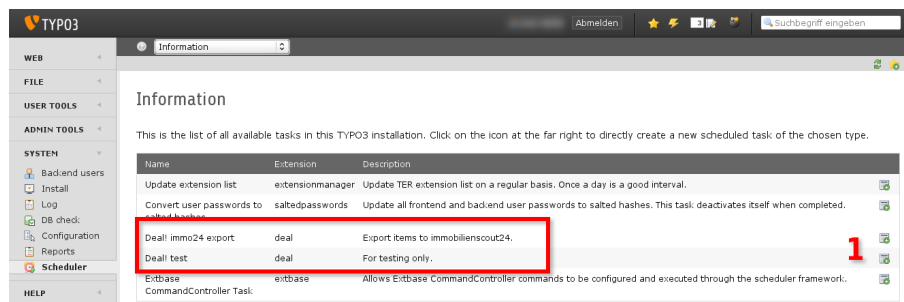 TYPO3
Abmelden
Suchbegriff eingeben
Information
WEB
FILE
USER TOOLS
ADMIN TOOLS
SYSTEM
Backend users
Install
Log
DB check
Configuration
Reports
Scheduler
HELP
Information
This is the list of all available tasks in this TYPO3 installation. Click on the icon at the far right to directly create a new scheduled task of the chosen type.
Name Extension Description
Update extension list extensionmanager Update TER extension list on a regular basis. Once a day is a good interval.
Convert user passwords to saltedpasswords Update all frontend and backend user passwords to salted hashes. This task deactivates itself when completed.
salted hashes
Deal! immo24 export deal Export items to immobilienscout24.
Deal! test deal For testing only.
1
Extbase extbase Allows Extbase CommandController commands to be configured and executed through the scheduler framework.
CommandController Task